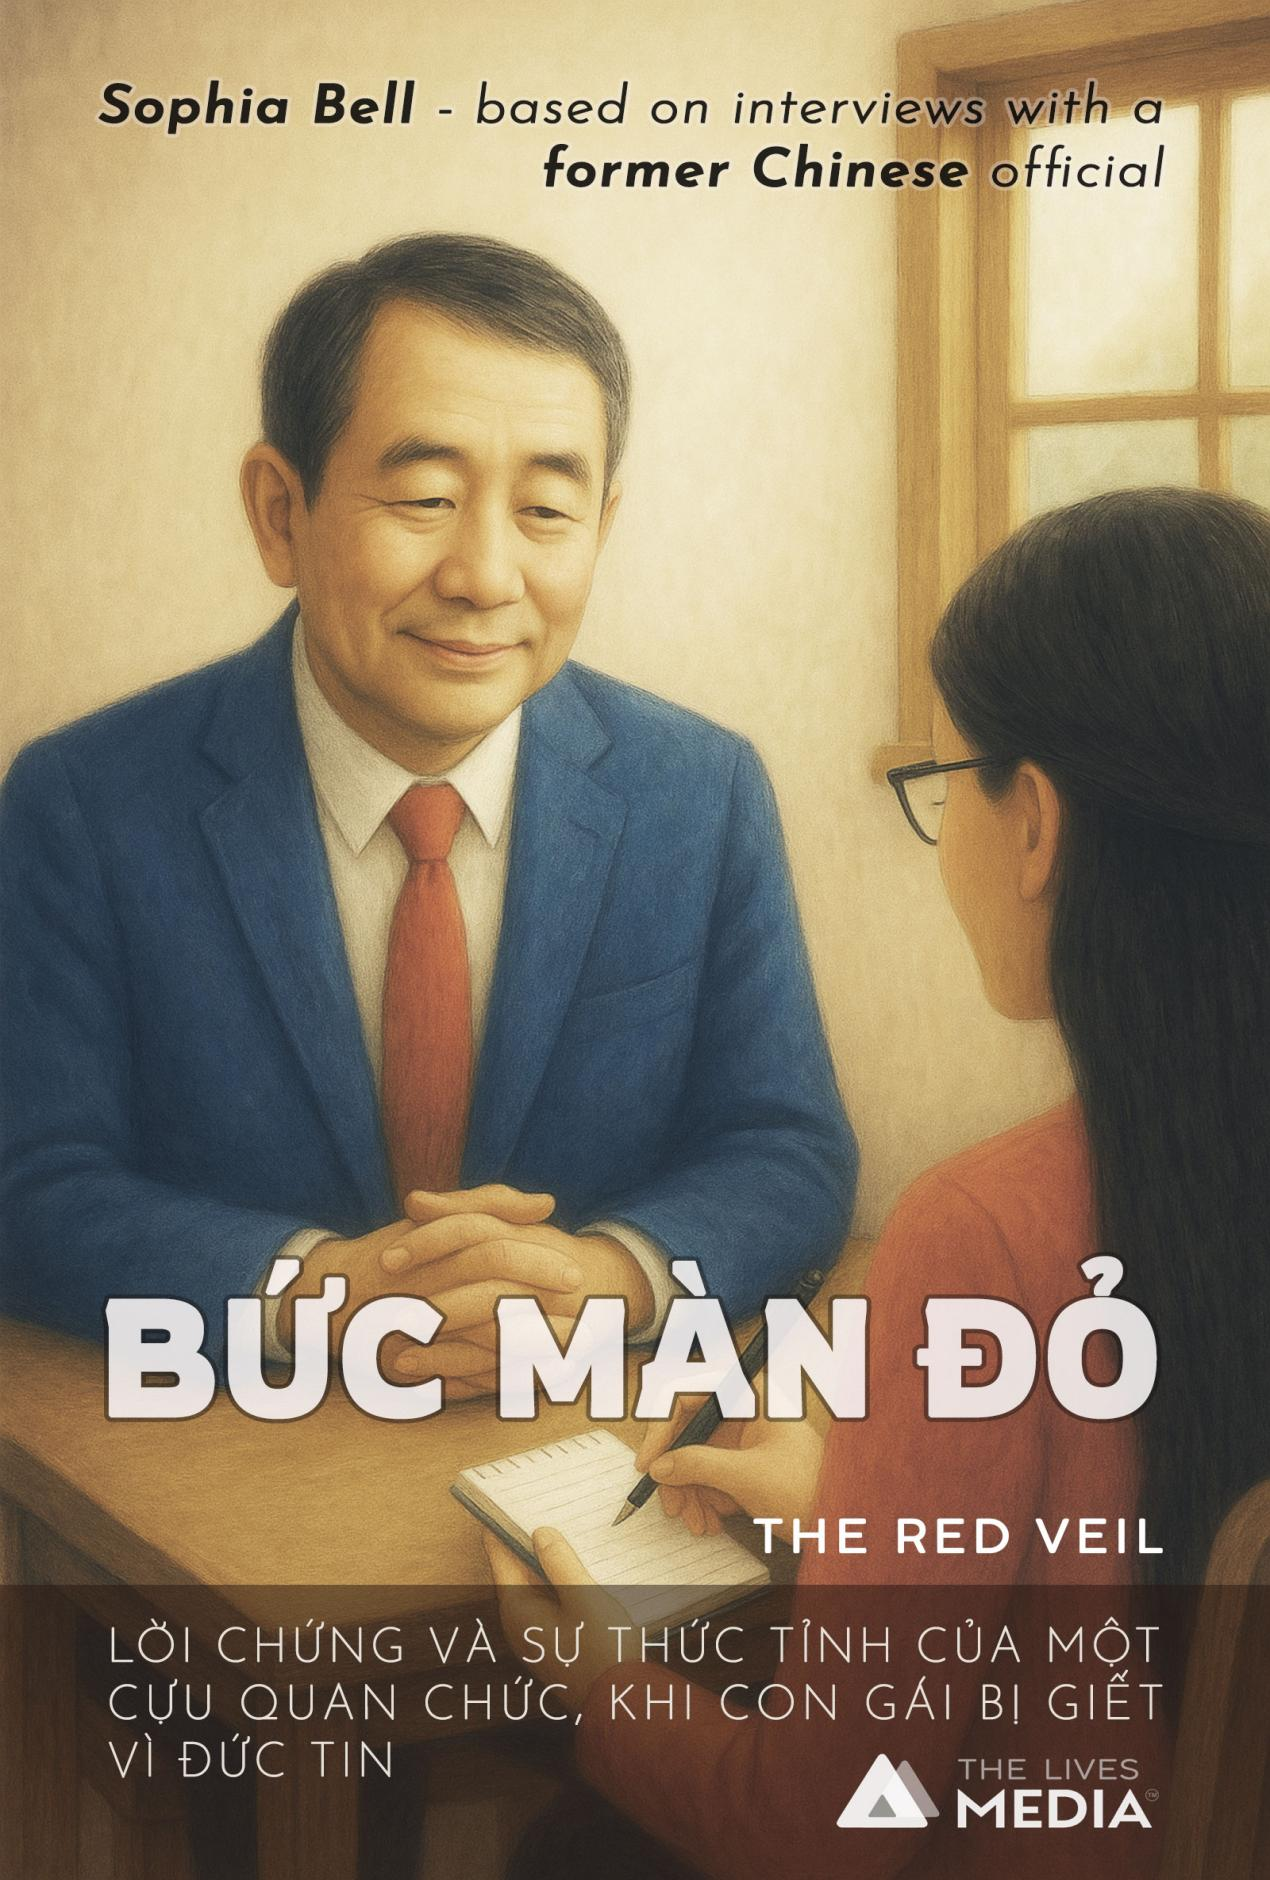 Sophia Bell - based on interviews with a
former Chinese official
BỨC MÀN ĐỎ
THE RED VEIL
LỜI CHỨNG VÀ SỰ THỨC TỈNH CỦA MỘT
CỰU QUAN CHỨC, KHI CON GÁI BỊ GIẾT
VÌ ĐỨC TIN
THE LIVES
MEDIA™